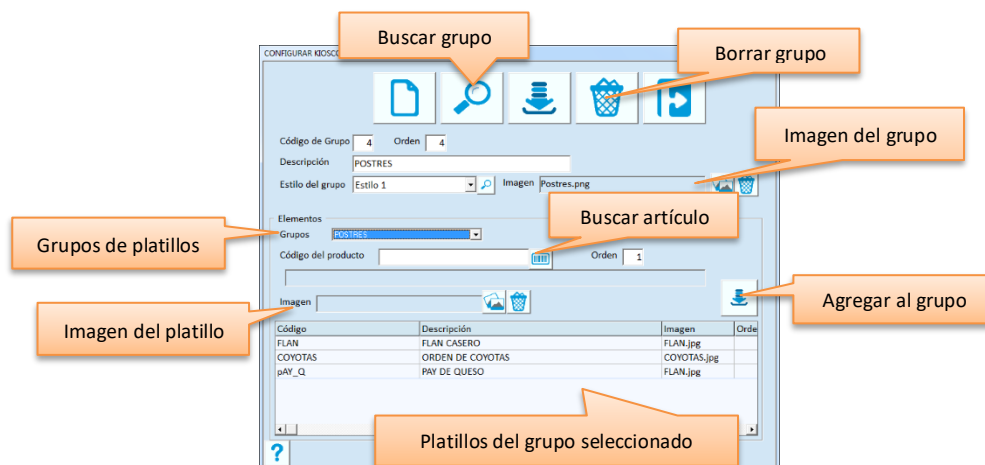 Buscar grupo
Borrar grupo
CONFIGURAR KIOSCO
Código de Grupo 4 Orden 4
Imagen del grupo
Descripción POSTRES
Estilo del grupo Estilo 1 Imagen Postres.png
Buscar artículo
Elementos
Grupos de platillos
Grupos POSTRES
Código del producto Orden 1
Agregar al grupo
Imagen
Imagen del platillo
Código Descripción Imagen Orde
FLAN FLAN CASERO FLAN.jpg
COYOTAS ORDEN DE COYOTAS COYOTAS.jpg
pAY_Q PAY DE QUESO FLAN.jpg
Platillos del grupo seleccionado
?